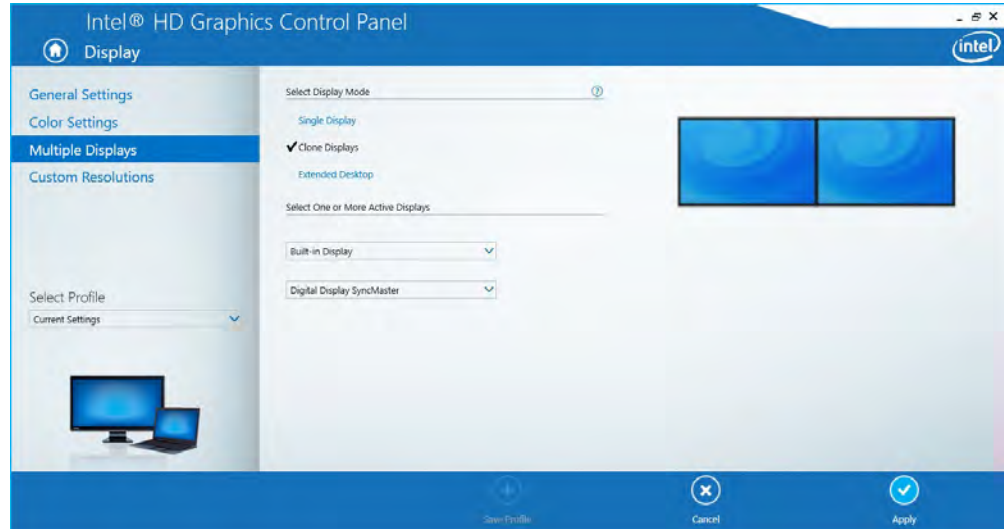 Intel® HD Graphics Control Panel
Display
intel
General Settings
Color Settings
Multiple Displays
Custom Resolutions
Select Profile
Current Settings
Select Display Mode
Single Display
Clone Displays
Extended Desktop
Select One or More Active Displays
Built-in Display
Digital Display SyncMaster
Save Profile
Cancel
Apply